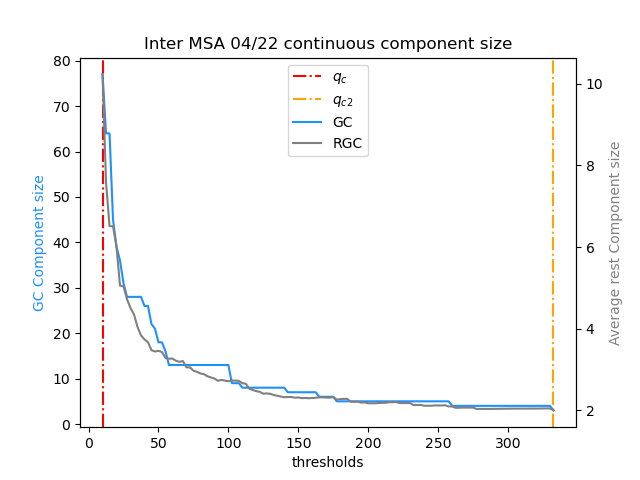 Inter MSA 04/22 continuous component size
80
70
60
50
40
30
20
10
0
GC Component size
10
8
6
4
2
Average rest Component size
q_c
q_{c2}
GC
RGC
0
50
100
150
200
250
300
thresholds